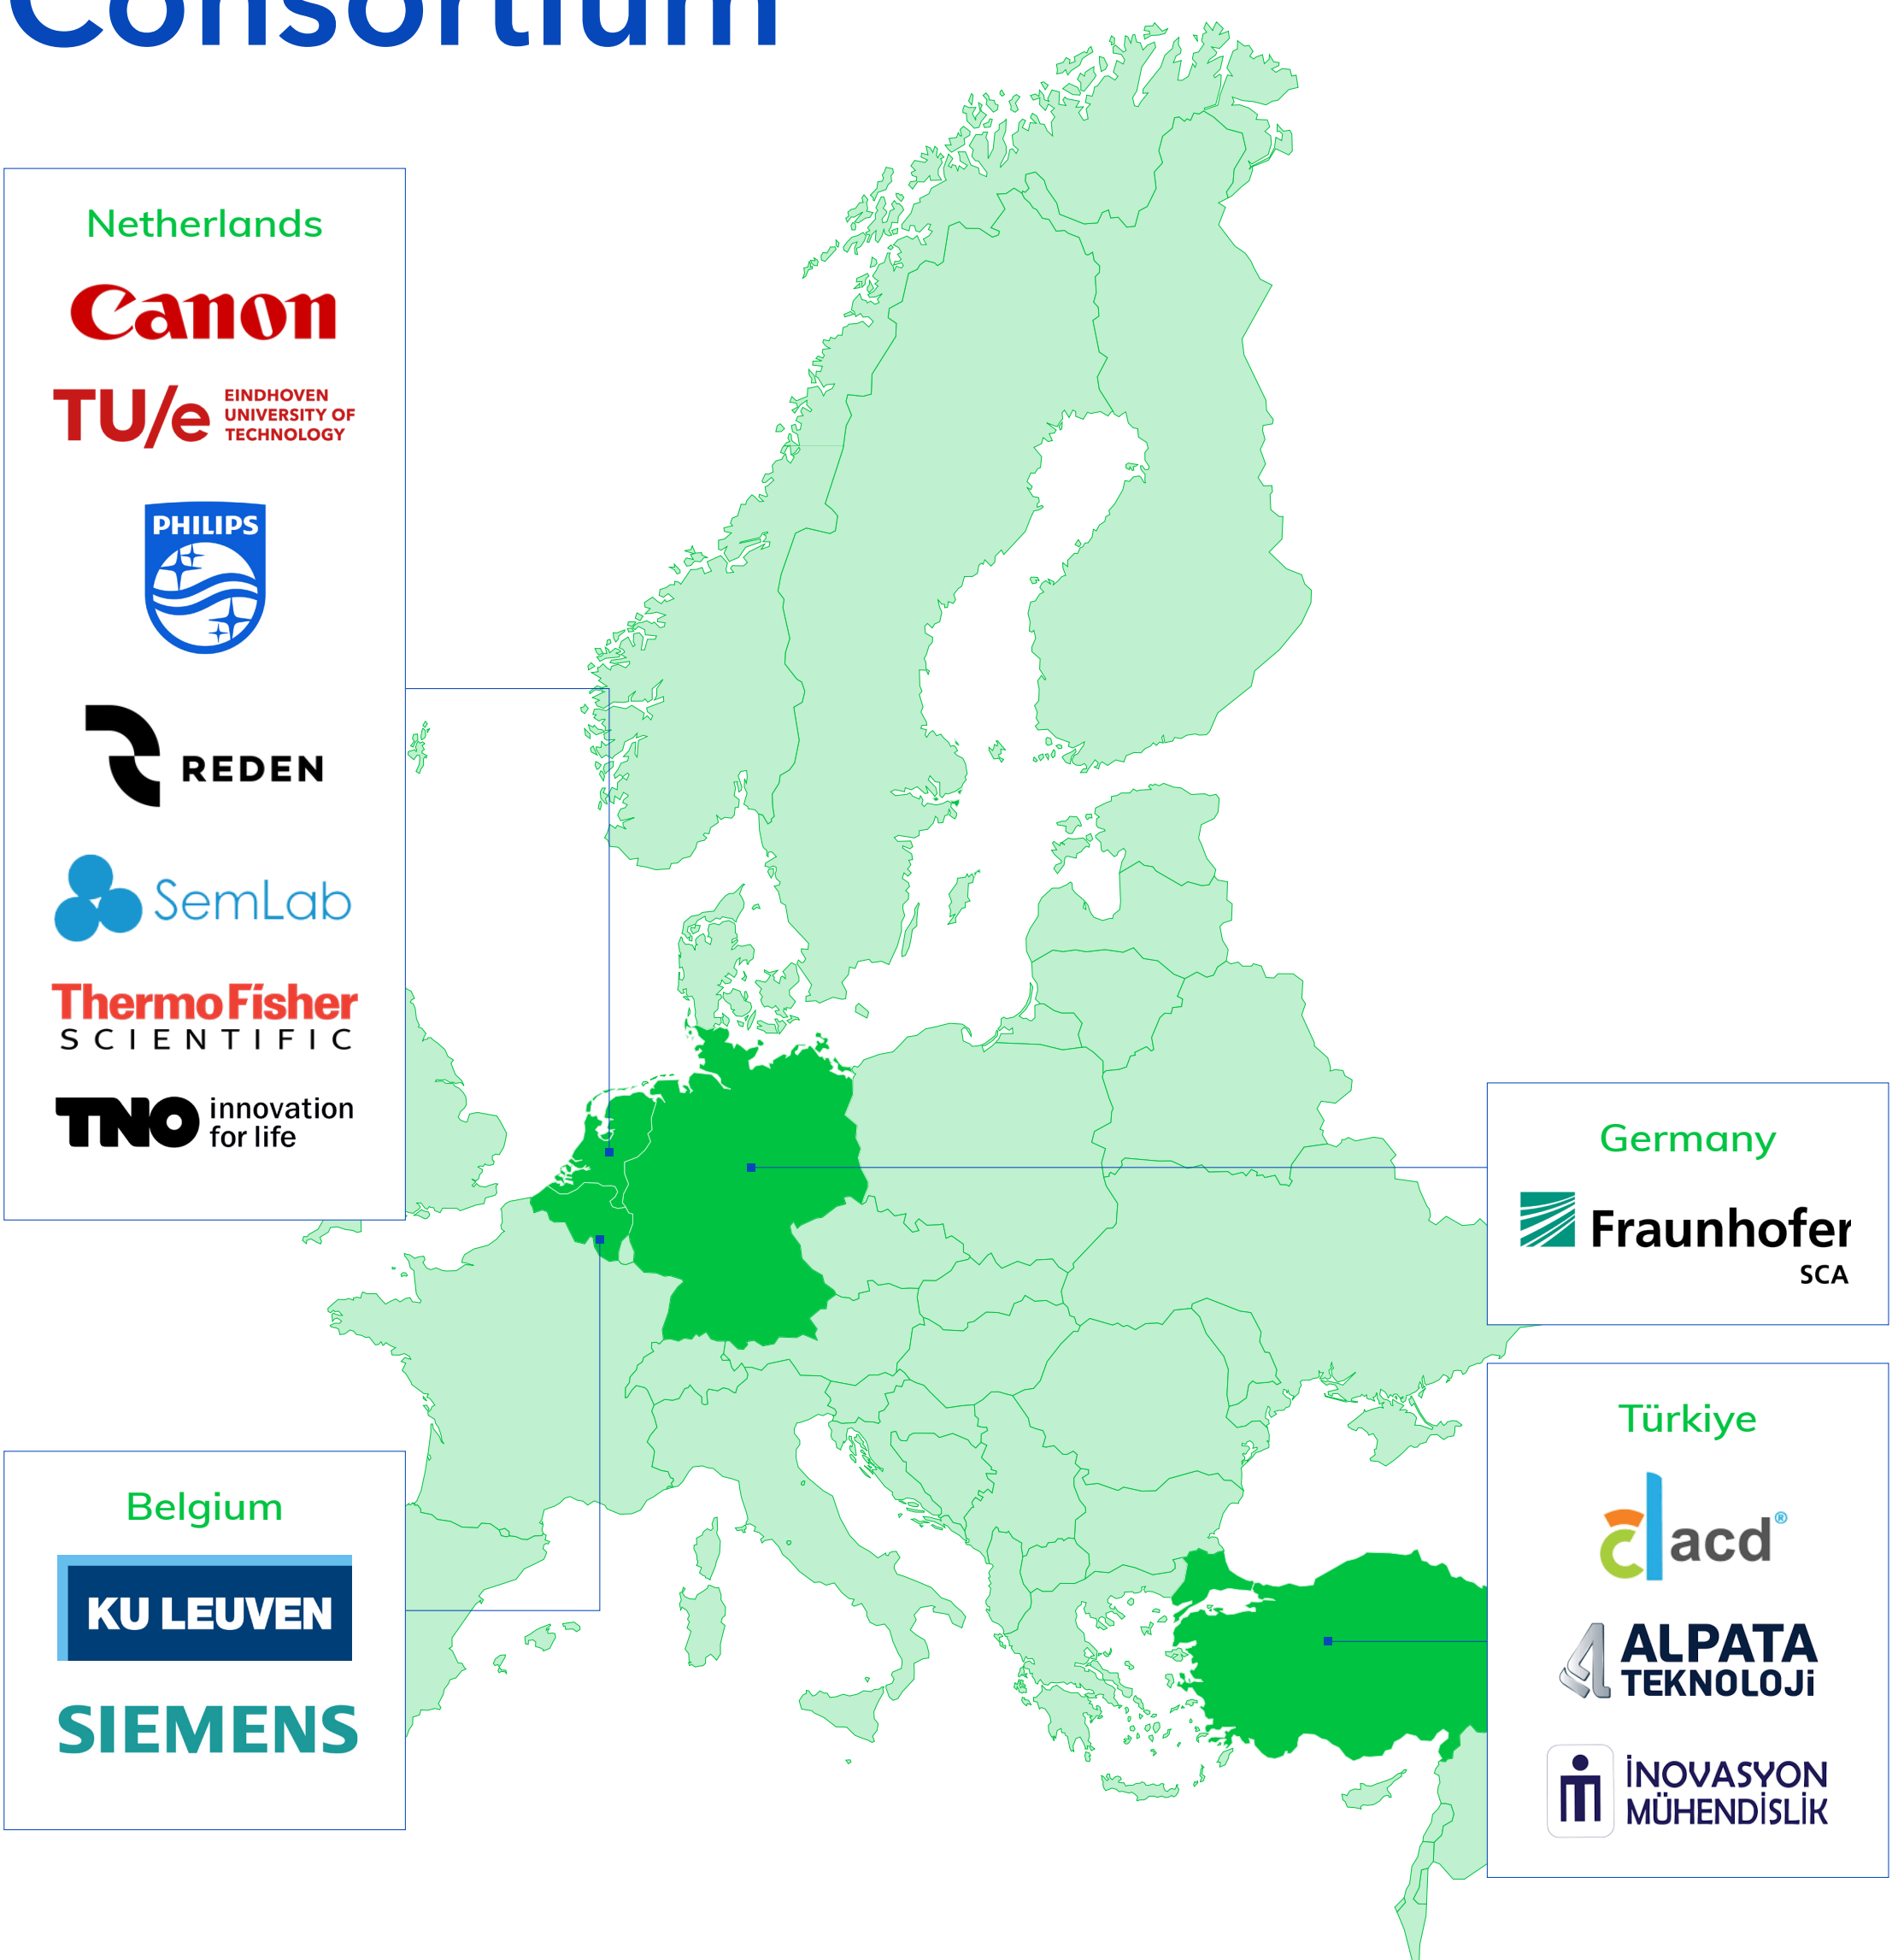 Consortium
Netherlands
Canon
TU/e EINDHOVEN
UNIVERSITY OF
TECHNOLOGY
PHILIPS
REDEN
SemLab
ThermoFisher
SCIENTIFIC
TNO innovation
for life
Belgium
KU LEUVEN
SIEMENS
Germany
Fraunhofer
SCA
Türkiye
acd®
ALPATA
TEKNOLOJi
İNOVASYON
MÜHENDİSLİK